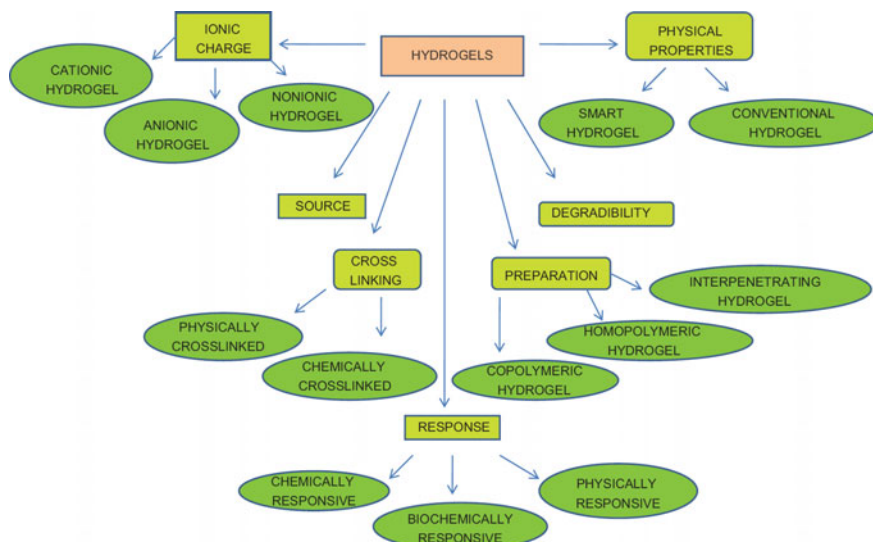 IONIC
CHARGE
HYDROGELS
PHYSICAL
PROPERTIES
CATIONIC
HYDROGEL
ANIONIC
HYDROGEL
NONIONIC
HYDROGEL
SMART
HYDROGEL
CONVENTIONAL
HYDROGEL
SOURCE
DEGRADIBILITY
CROSS
LINKING
PREPARATION
INTERPENETRATING
HYDROGEL
PHYSICALLY
CROSSLINKED
HOMOPOLYMERIC
HYDROGEL
CHEMICALLY
CROSSLINKED
COPOLYMERIC
HYDROGEL
RESPONSE
CHEMICALLY
RESPONSIVE
PHYSICALLY
RESPONSIVE
BIOCHEMICALLY
RESPONSIVE